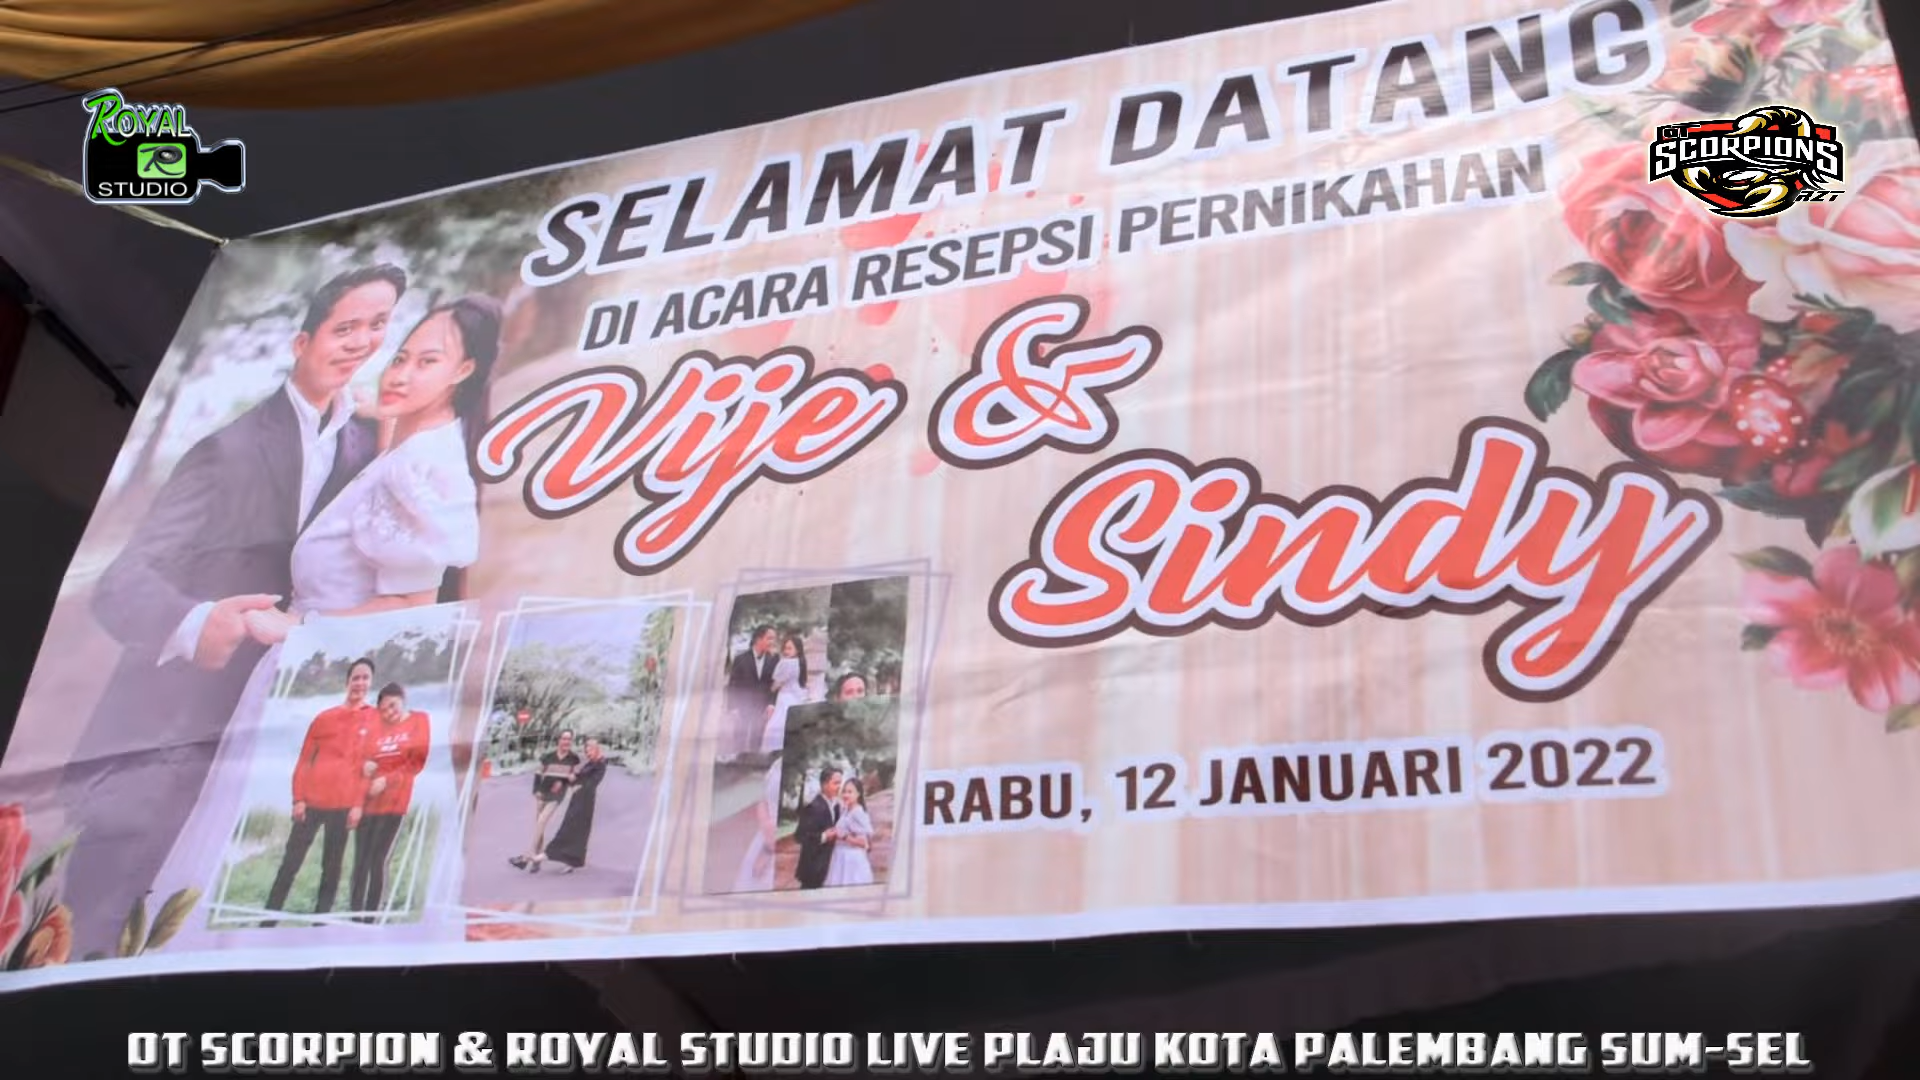 ROYAL
R
STUDIO
OT
SCORPIONS
RZT
SELAMAT DATANG
DI ACARA RESEPSI PERNIKAHAN
Vije & Sindy
RABU, 12 JANUARI 2022
OT SCORPION & ROYAL STUDIO LIVE PLAJU KOTA PALEMBANG SUM-SEL